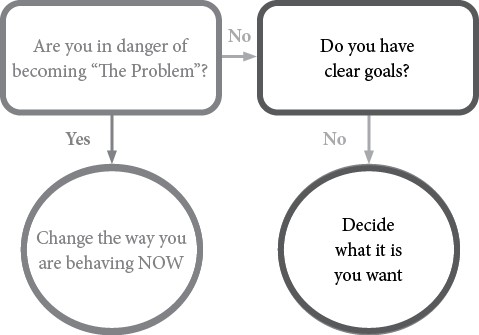 Are you in danger of
becoming “The Problem”?
No
Do you have
clear goals?
Yes
No
Change the way you
are behaving NOW
Decide
what it is
you want